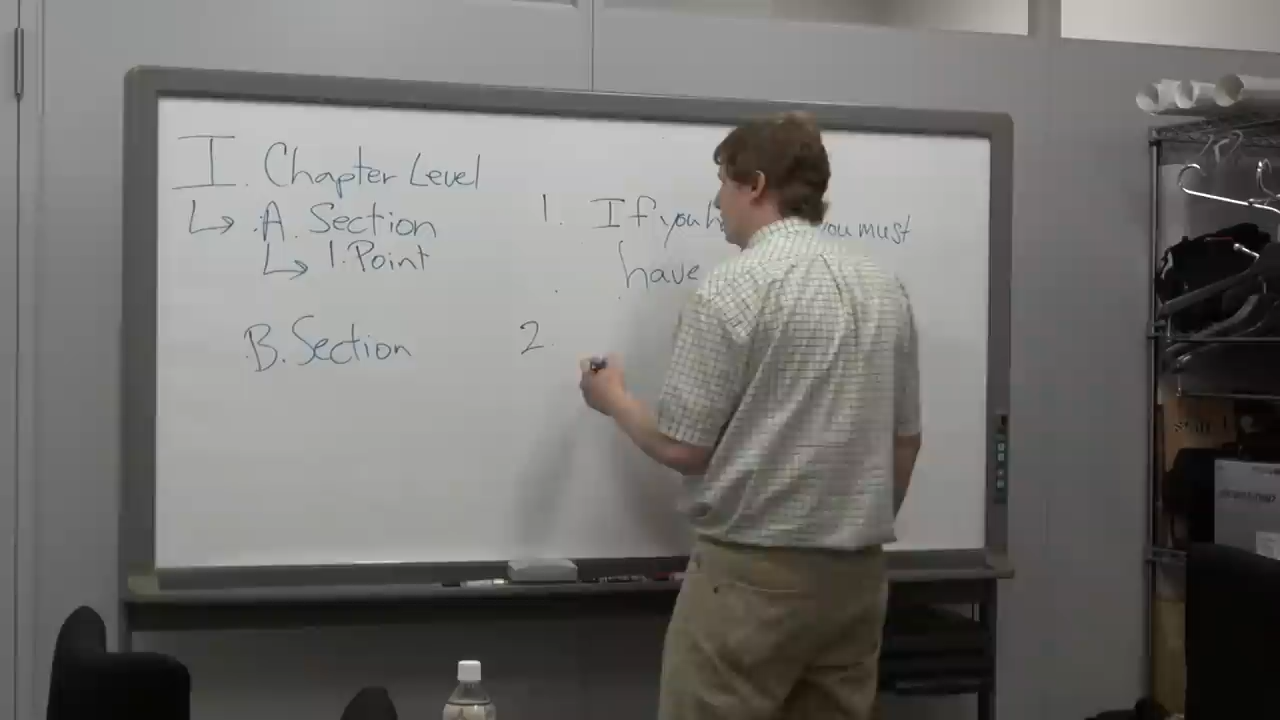 I. Chapter Level
↳ A. Section
↳ 1. Point
B. Section
1. If you h you must
have
2.